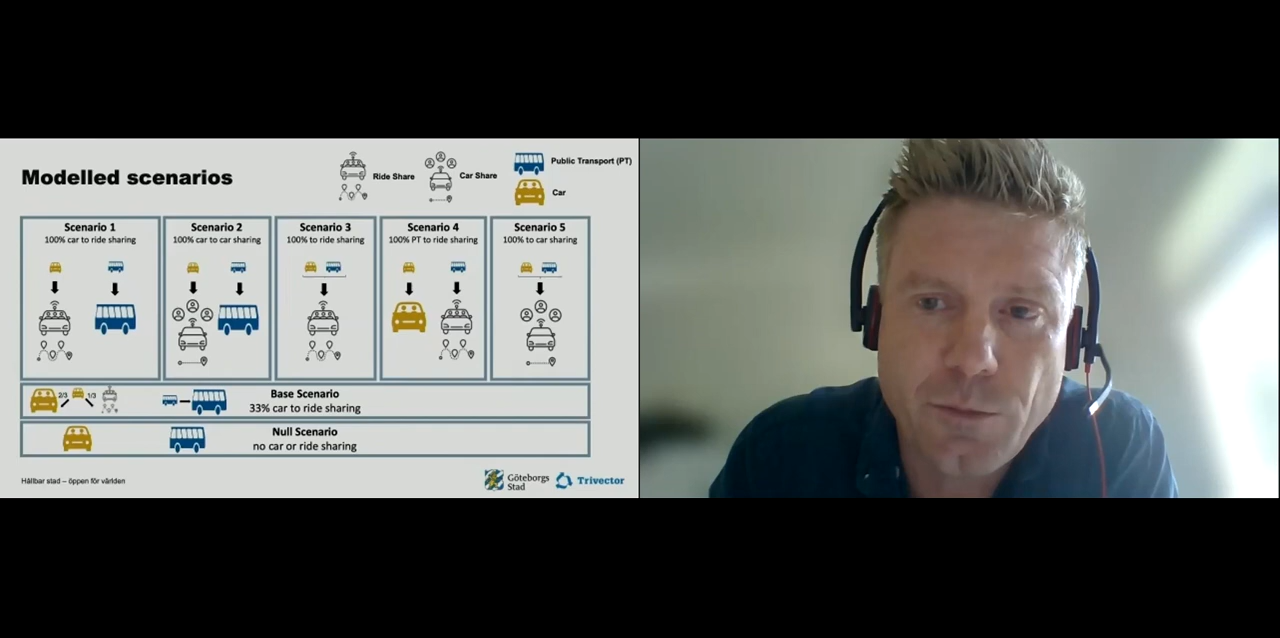 Modelled scenarios
Ride Share
Car Share
Public Transport (PT)
Car
Scenario 1
100% car to ride sharing
Scenario 2
100% car to car sharing
Scenario 3
100% to ride sharing
Scenario 4
100% PT to ride sharing
Scenario 5
100% to car sharing
2/3
1/3
Base Scenario
33% car to ride sharing
Null Scenario
no car or ride sharing
Hållbar stad – öppen för världen
Göteborgs
Stad
Trivector